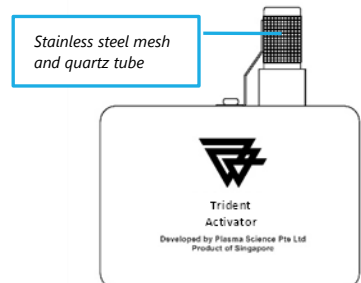 Stainless steel mesh
and quartz tube
Trident
Activator
Developed by Plasma Science Pte Ltd
Product of Singapore